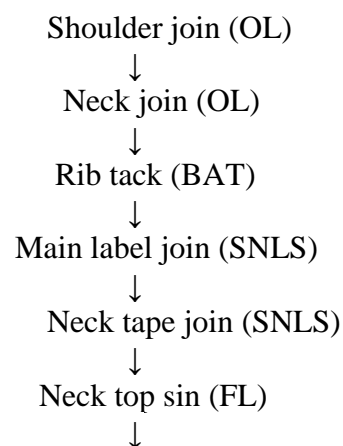 Shoulder join (OL)
↓
Neck join (OL)
↓
Rib tack (BAT)
↓
Main label join (SNLS)
↓
Neck tape join (SNLS)
↓
Neck top sin (FL)
↓